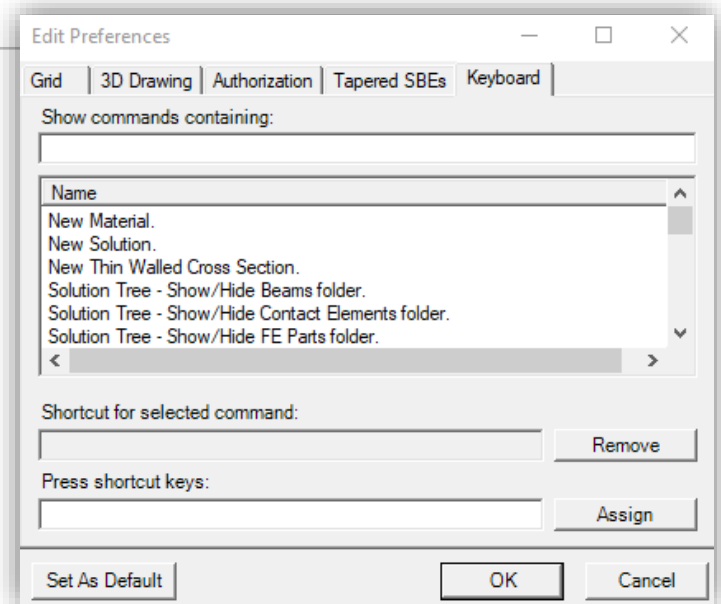 Edit Preferences
Grid 3D Drawing Authorization Tapered SBEs Keyboard
Show commands containing:
Name
New Material.
New Solution.
New Thin Walled Cross Section.
Solution Tree - Show/Hide Beams folder.
Solution Tree - Show/Hide Contact Elements folder.
Solution Tree - Show/Hide FE Parts folder.
Shortcut for selected command:
Remove
Press shortcut keys:
Assign
Set As Default OK Cancel